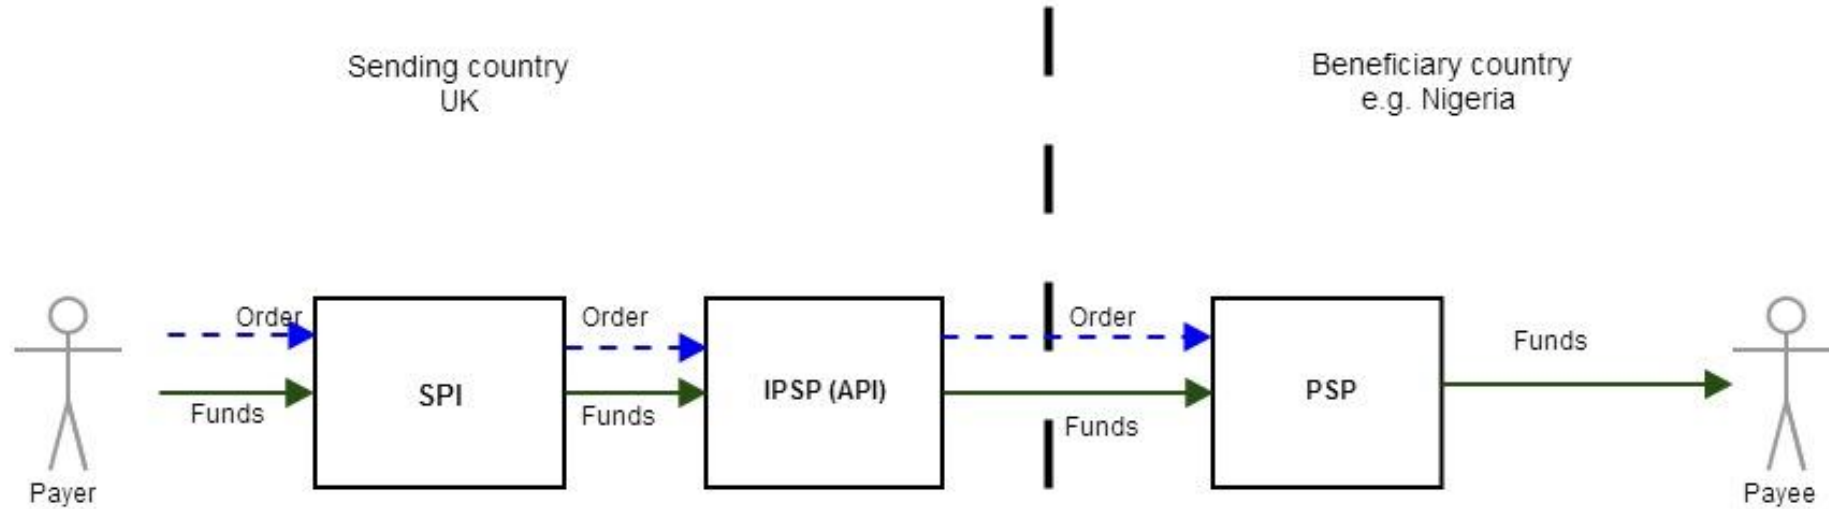 Sending country
UK
Beneficiary country
e.g. Nigeria
Order
Order
Order
Funds
SPI
IPSP (API)
PSP
Funds
Funds
Funds
Payer
Payee